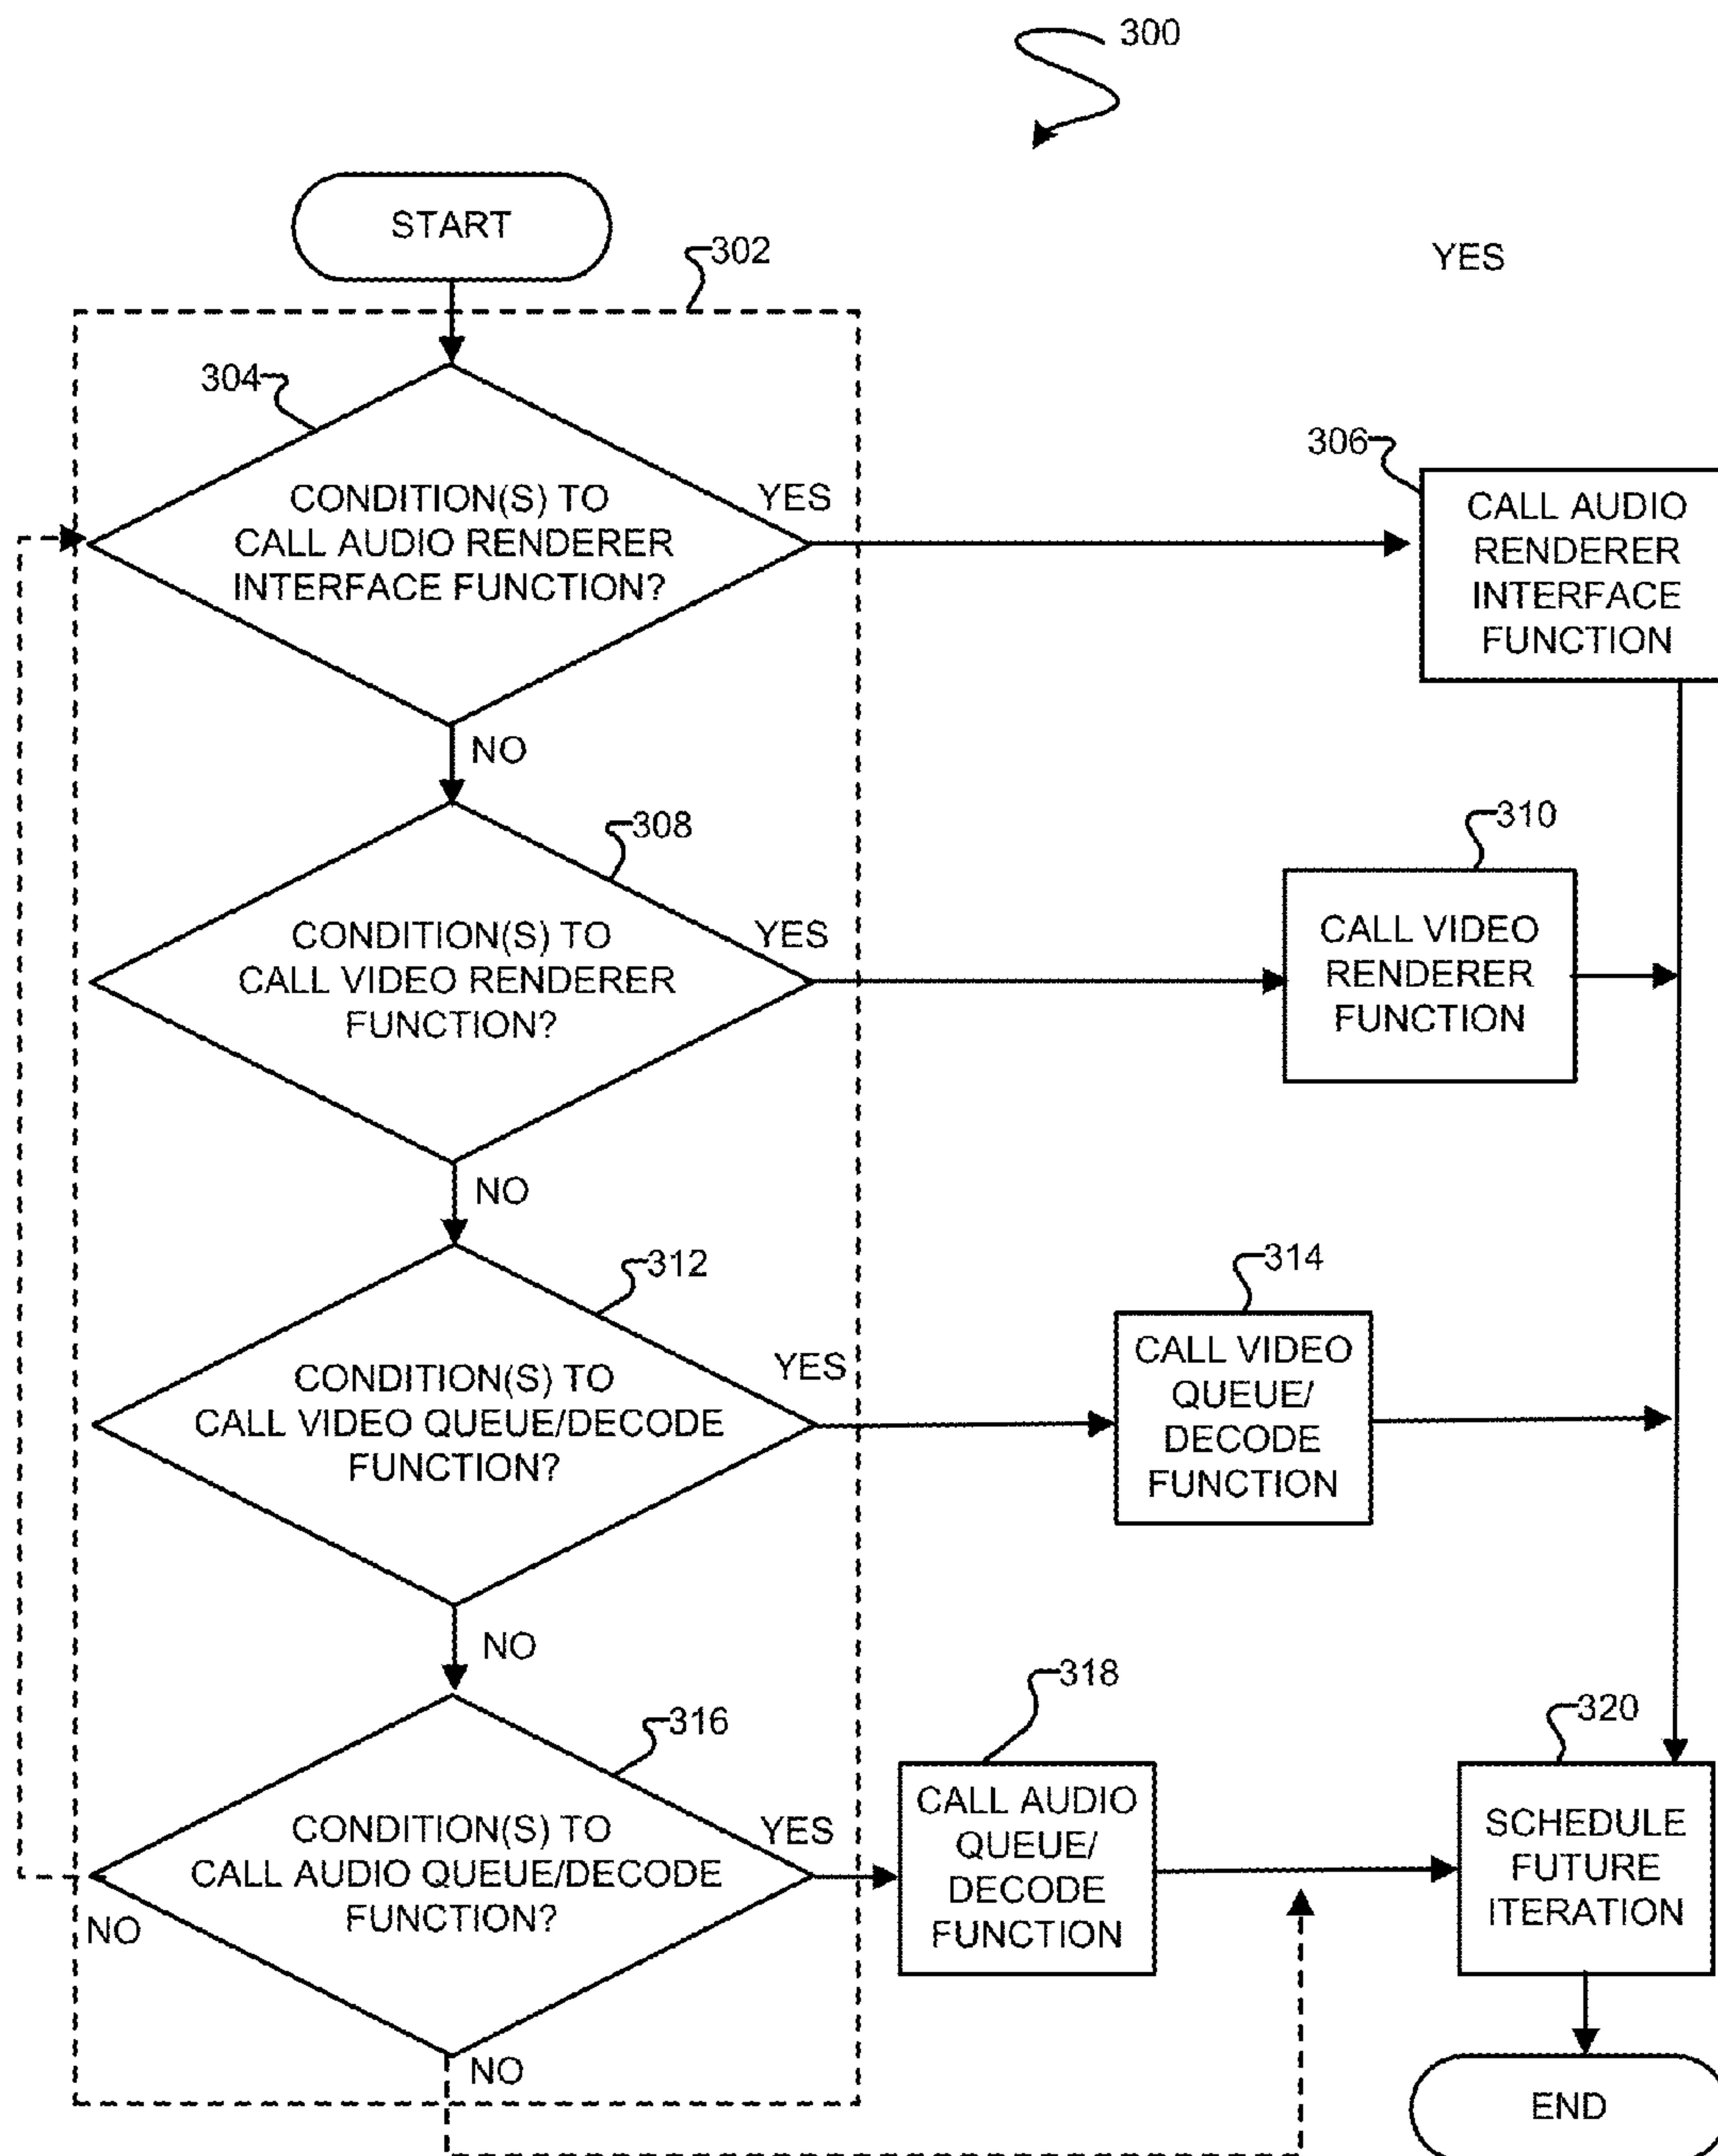 300
START
302
YES
304
CONDITION(S) TO
CALL AUDIO RENDERER
INTERFACE FUNCTION?
YES
306
CALL AUDIO
RENDERER
INTERFACE
FUNCTION
NO
308
CONDITION(S) TO
CALL VIDEO RENDERER
FUNCTION?
YES
310
CALL VIDEO
RENDERER
FUNCTION
NO
312
CONDITION(S) TO
CALL VIDEO QUEUE/DECODE
FUNCTION?
YES
314
CALL VIDEO
QUEUE/
DECODE
FUNCTION
NO
316
CONDITION(S) TO
CALL AUDIO QUEUE/DECODE
FUNCTION?
YES
NO
NO
318
CALL AUDIO
QUEUE/
DECODE
FUNCTION
320
SCHEDULE
FUTURE
ITERATION
END